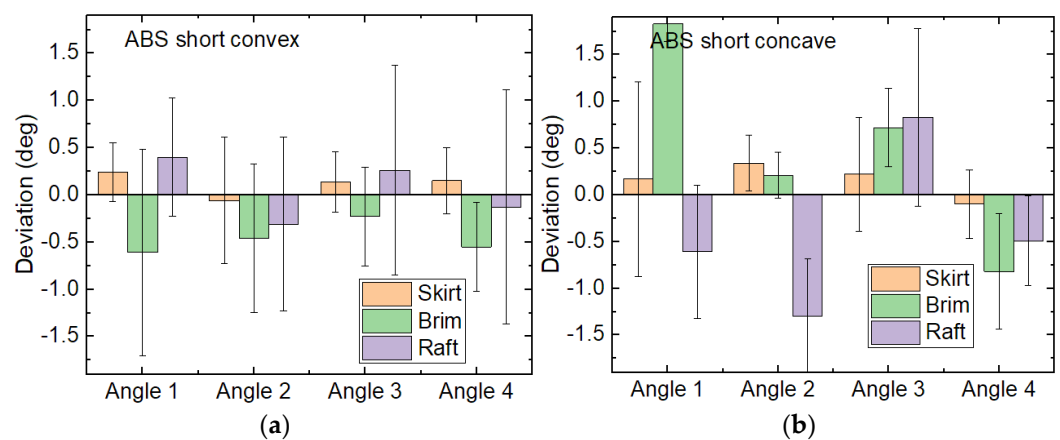 ABS short convex
Deviation (deg)
1.5
1.0
0.5
0.0
-0.5
-1.0
-1.5
Skirt
Brim
Raft
Angle 1 Angle 2 Angle 3 Angle 4
(a)
ABS short concave
Deviation (deg)
1.5
1.0
0.5
0.0
-0.5
-1.0
-1.5
Skirt
Brim
Raft
Angle 1 Angle 2 Angle 3 Angle 4
(b)